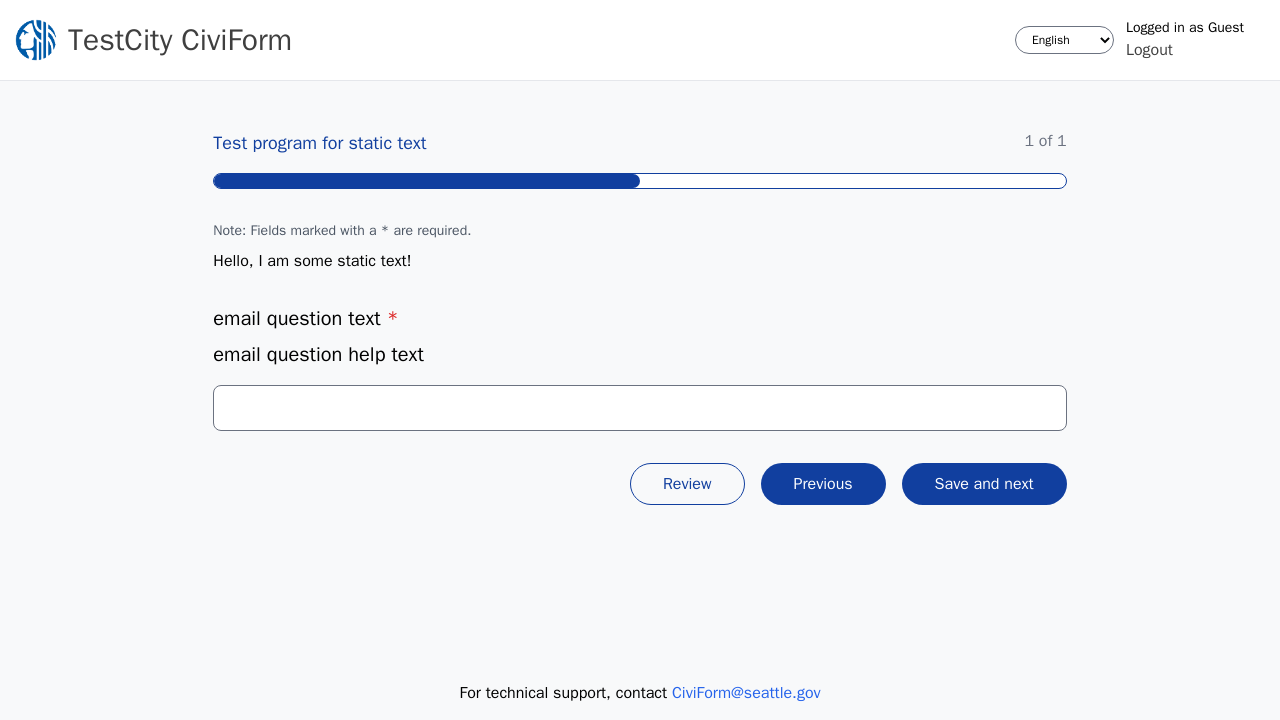 TestCity CiviForm
English
Logged in as Guest
Logout
Test program for static text
1 of 1
Note: Fields marked with a * are required.
Hello, I am some static text!
email question text *
email question help text
Review
Previous
Save and next
For technical support, contact CiviForm@seattle.gov